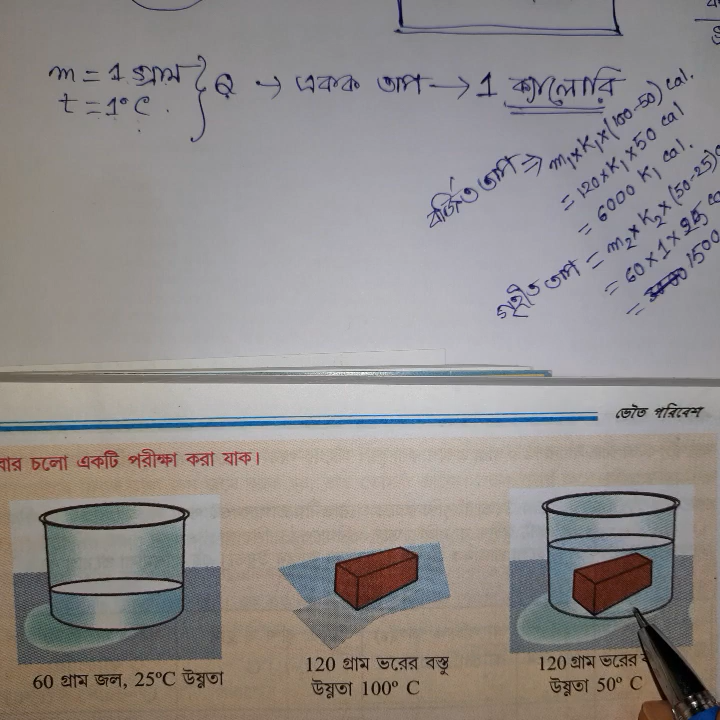 m = 1 গ্রাম } Q → একক তাপ → 1 ক্যালোরি
t = 1°C
বর্জিত তাপ ⇒ m₁×K₁×(100-50) cal.
= 120×K₁×50 cal
= 6000 K₁ cal.
গৃহীত তাপ = m₂×K₂×(50-25)
= 60×1×25
= 1500
ভৌত পরিবেশ
বার চলো একটি পরীক্ষা করা যাক।
60 গ্রাম জল, 25°C উষ্ণতা
120 গ্রাম ভরের বস্তু
উষ্ণতা 100° C
120 গ্রাম ভরের
উষ্ণতা 50° C